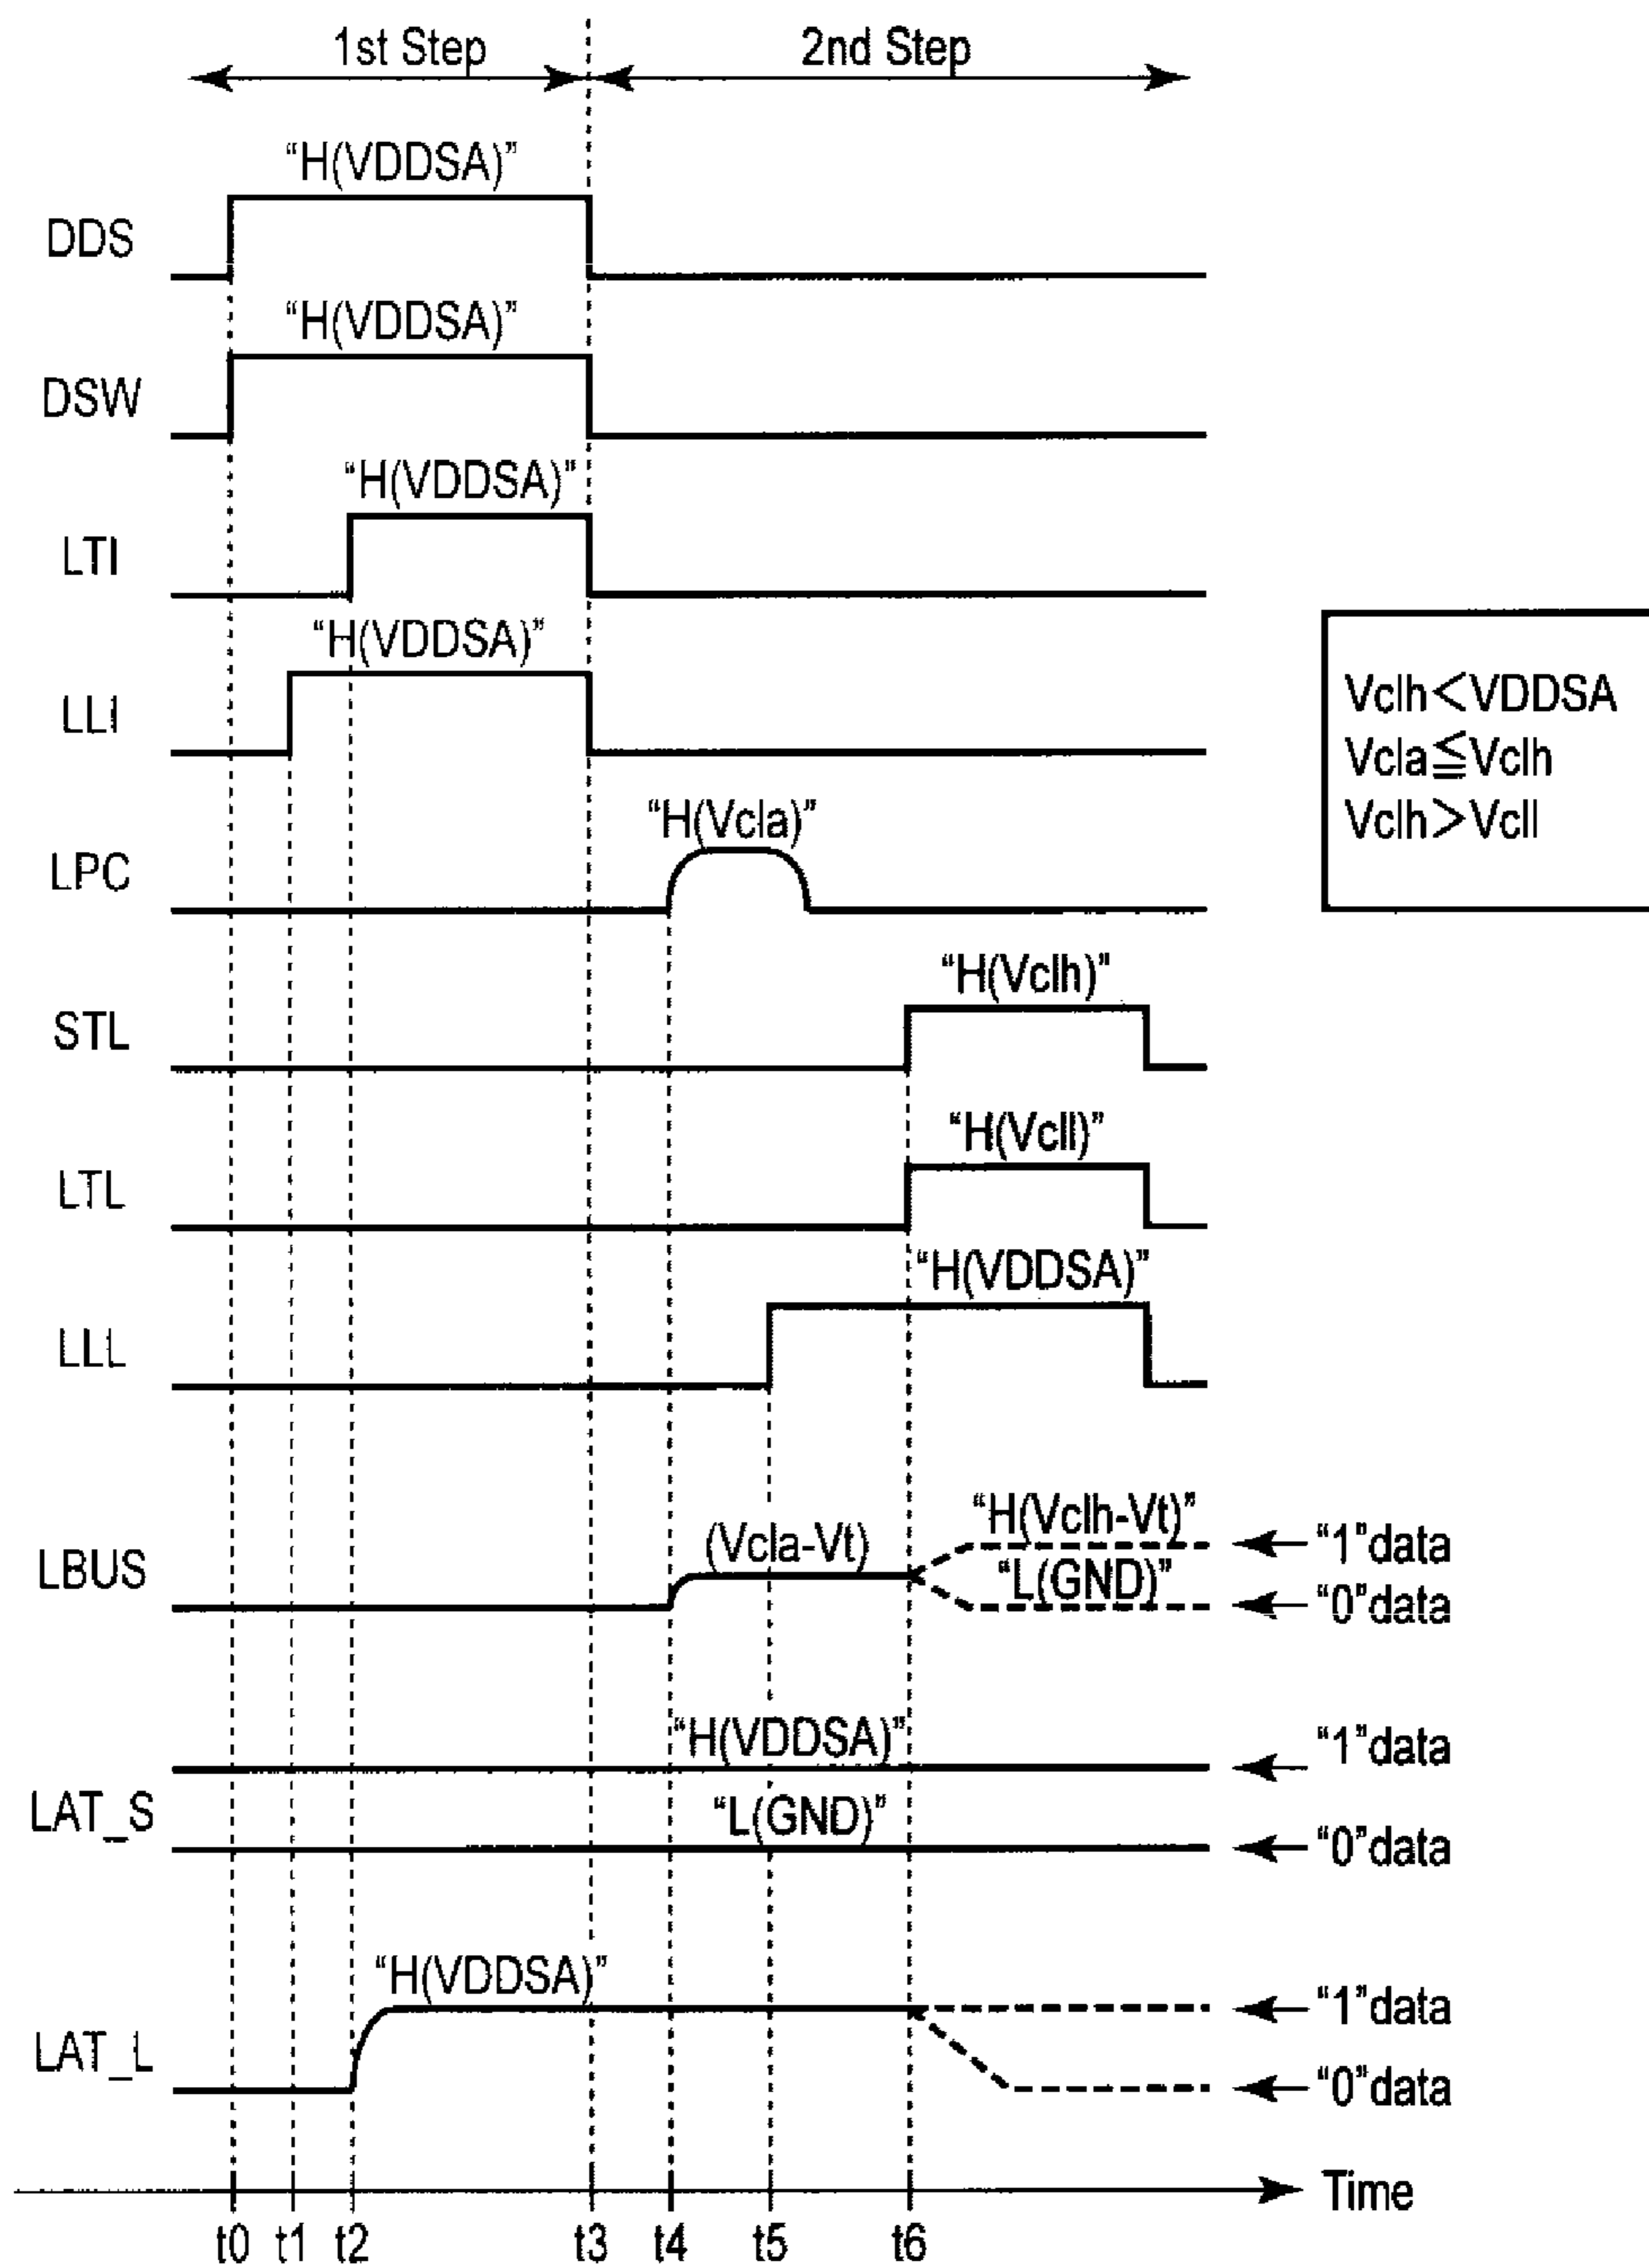 1st Step 2nd Step
“H(VDDSA)”
DDS
“H(VDDSA)”
DSW
“H(VDDSA)”
LTI
“H(VDDSA)”
LLI
Vclh<VDDSA
Vcla≦Vclh
Vclh>Vcll
“H(Vcla)”
LPC
“H(Vclh)”
STL
“H(Vcll)”
LTL
“H(VDDSA)”
LLL
“H(Vclh-Vt)”
(Vcla-Vt)
“1”data
LBUS
“L(GND)”
“0”data
“H(VDDSA)”
“1”data
LAT_S
“L(GND)”
“0”data
“H(VDDSA)”
“1”data
LAT_L
“0”data
Time
t0 t1 t2 t3 t4 t5 t6